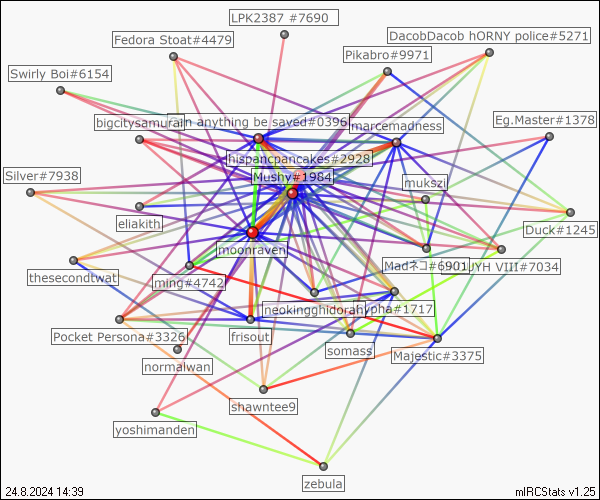 LPK2387 #7690
DacobDacob hORNY police#5271
Fedora Stoat#4479
Pikabro#9971
Swirly Boi#6154
bigcitysamurai
an anything be saved#0396
marcemadness
Eg.Master#1378
hispancpancakes#2928
Mushy#1984
Silver#7938
mukszii
eliakith
Duck#1245
moonraven
thesecondtwat
ming#4742
Madネコ#6901
JYH VIII#7034
neokingghidorah
ypha#1717
Pocket Persona#3326
frisout
somass
Majestic#3375
normalwan
shawntee9
yoshimanden
zebula
24.8.2024 14:39
mIRCStats v1.25